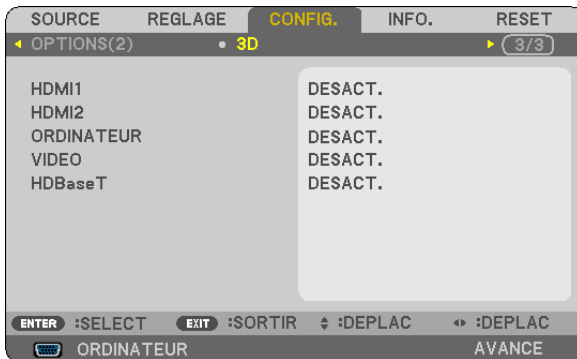 SOURCE REGLAGE CONFIG. INFO. RESET
OPTIONS(2) 3D 3/3
HDMI1 DESACT.
HDMI2 DESACT.
ORDINATEUR DESACT.
VIDEO DESACT.
HDBaseT DESACT.
ENTER :SELECT EXIT :SORTIR :DEPLAC :DEPLAC
ORDINATEUR AVANCE